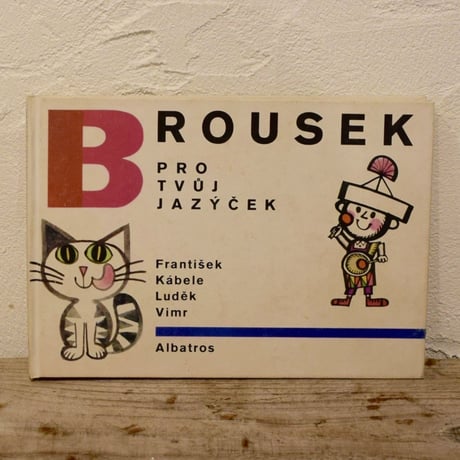 BROUSEK
PRO
TVŮJ
JAZÝČEK
František
Kábele
Luděk
Vimr
Albatros